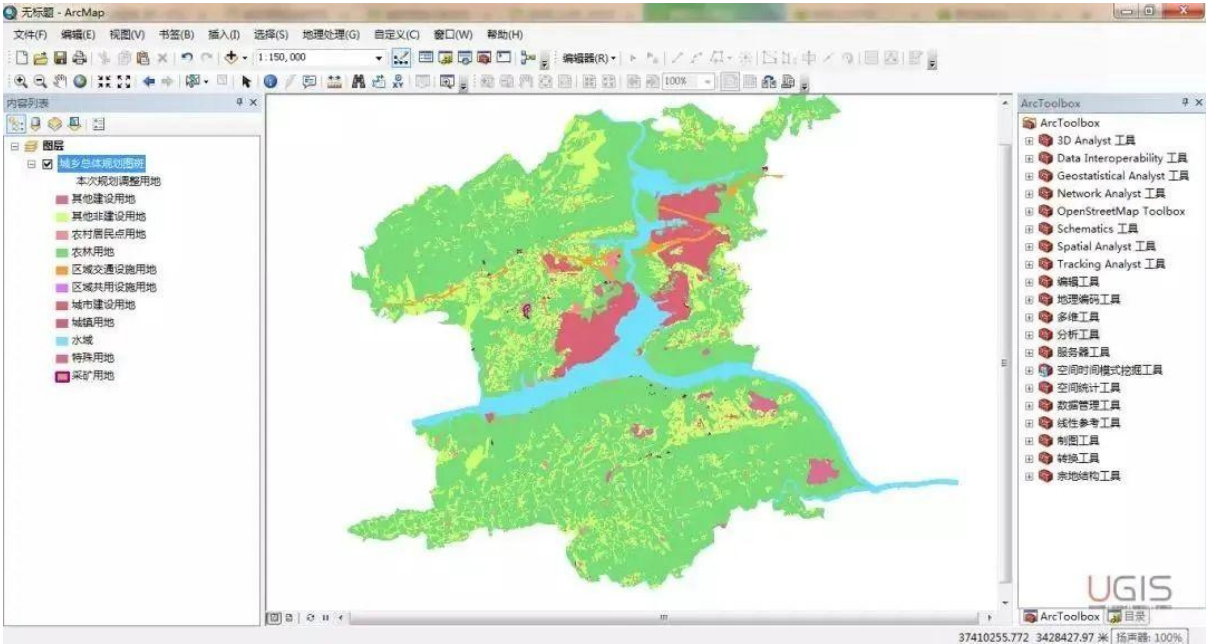 无标题 - ArcMap
文件(F) 编辑(E) 视图(V) 书签(B) 插入(I) 选择(S) 地理处理(G) 自定义(C) 窗口(W) 帮助(H)
1:150,000 编辑器(R)
100%
内容列表
图层
城乡总体规划图斑
本次规划调整用地
其他建设用地
其他非建设用地
农村居民点用地
农林用地
区域交通设施用地
区域共用设施用地
城市建设用地
城镇用地
水域
特殊用地
采矿用地
ArcToolbox
ArcToolbox
3D Analyst 工具
Data Interoperability 工具
Geostatistical Analyst 工具
Network Analyst 工具
OpenStreetMap Toolbox
Schematics 工具
Spatial Analyst 工具
Tracking Analyst 工具
编辑工具
地理编码工具
多维工具
分析工具
服务器工具
空间时间模式挖掘工具
空间统计工具
数据管理工具
线性参考工具
制图工具
转换工具
宗地结构工具
UGIS
ArcToolbox 目录
37410255.772 3428427.97 米 扬声器: 100%